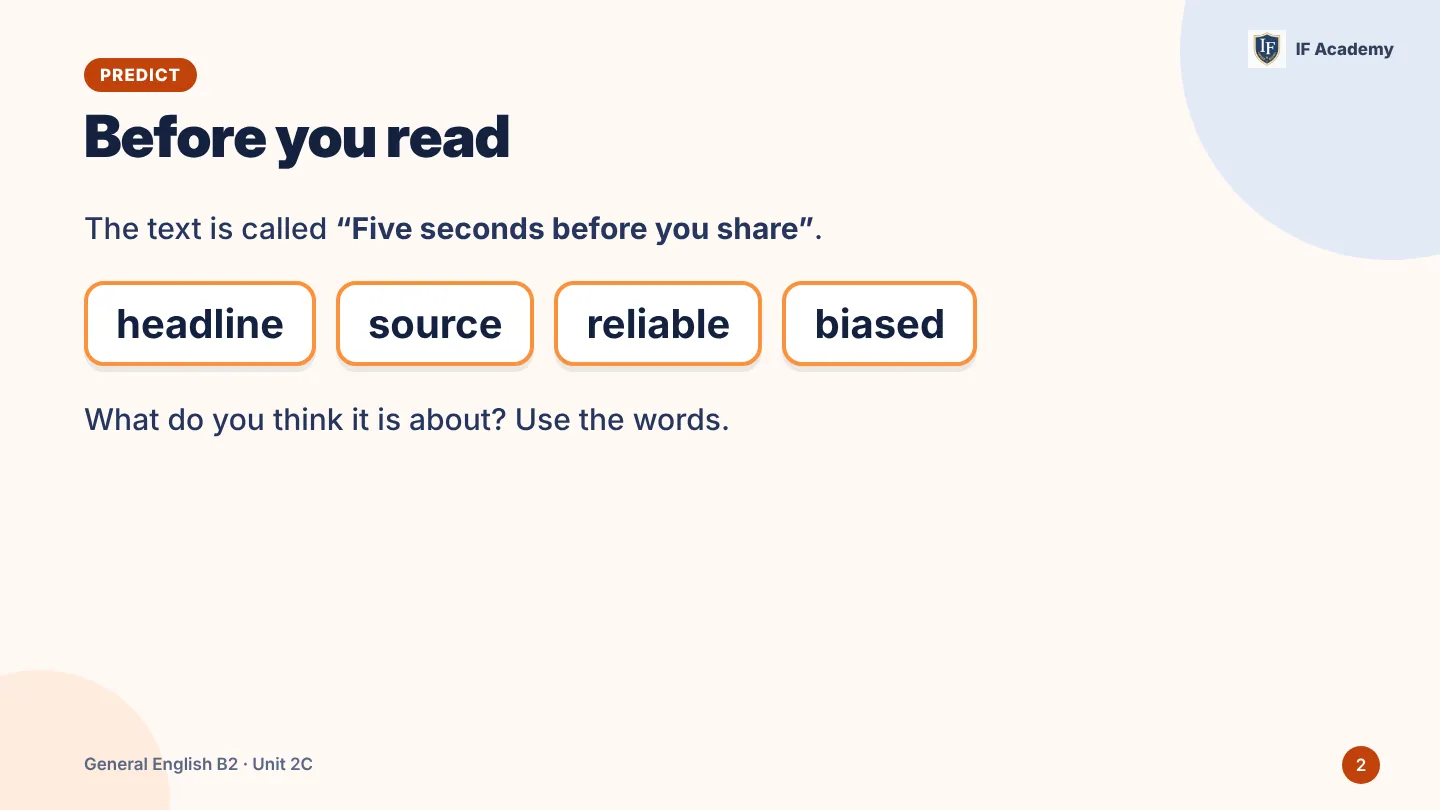 IF IF Academy
PREDICT
Before you read
The text is called “Five seconds before you share”.
headline source reliable biased
What do you think it is about? Use the words.
General English B2 · Unit 2C
2